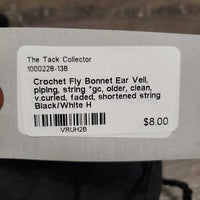 The Tack Collector
1000228-138
Crochet Fly Bonnet Ear Veil,
piping, string *gc, older, clean,
v.curled, faded, shortened string
Black/White H
$8.00
VRUH2B